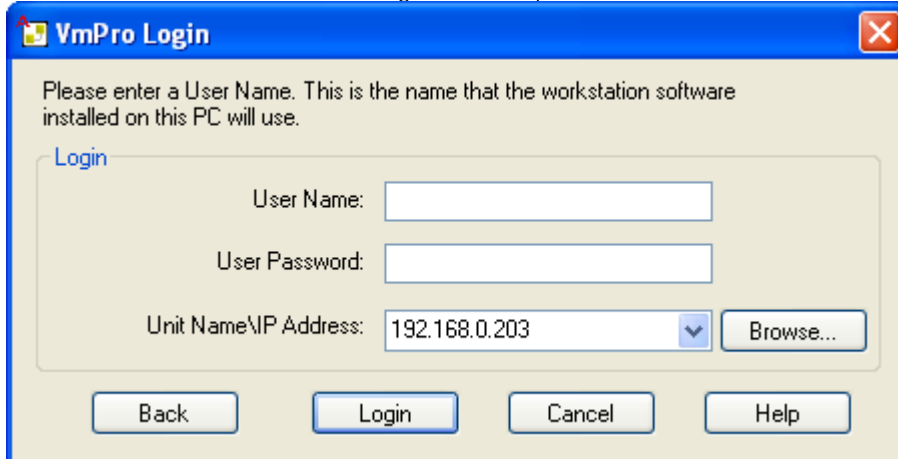 VmPro Login
Please enter a User Name. This is the name that the workstation software
installed on this PC will use.
Login
User Name:
User Password:
Unit Name\IP Address: 192.168.0.203 Browse...
Back Login Cancel Help